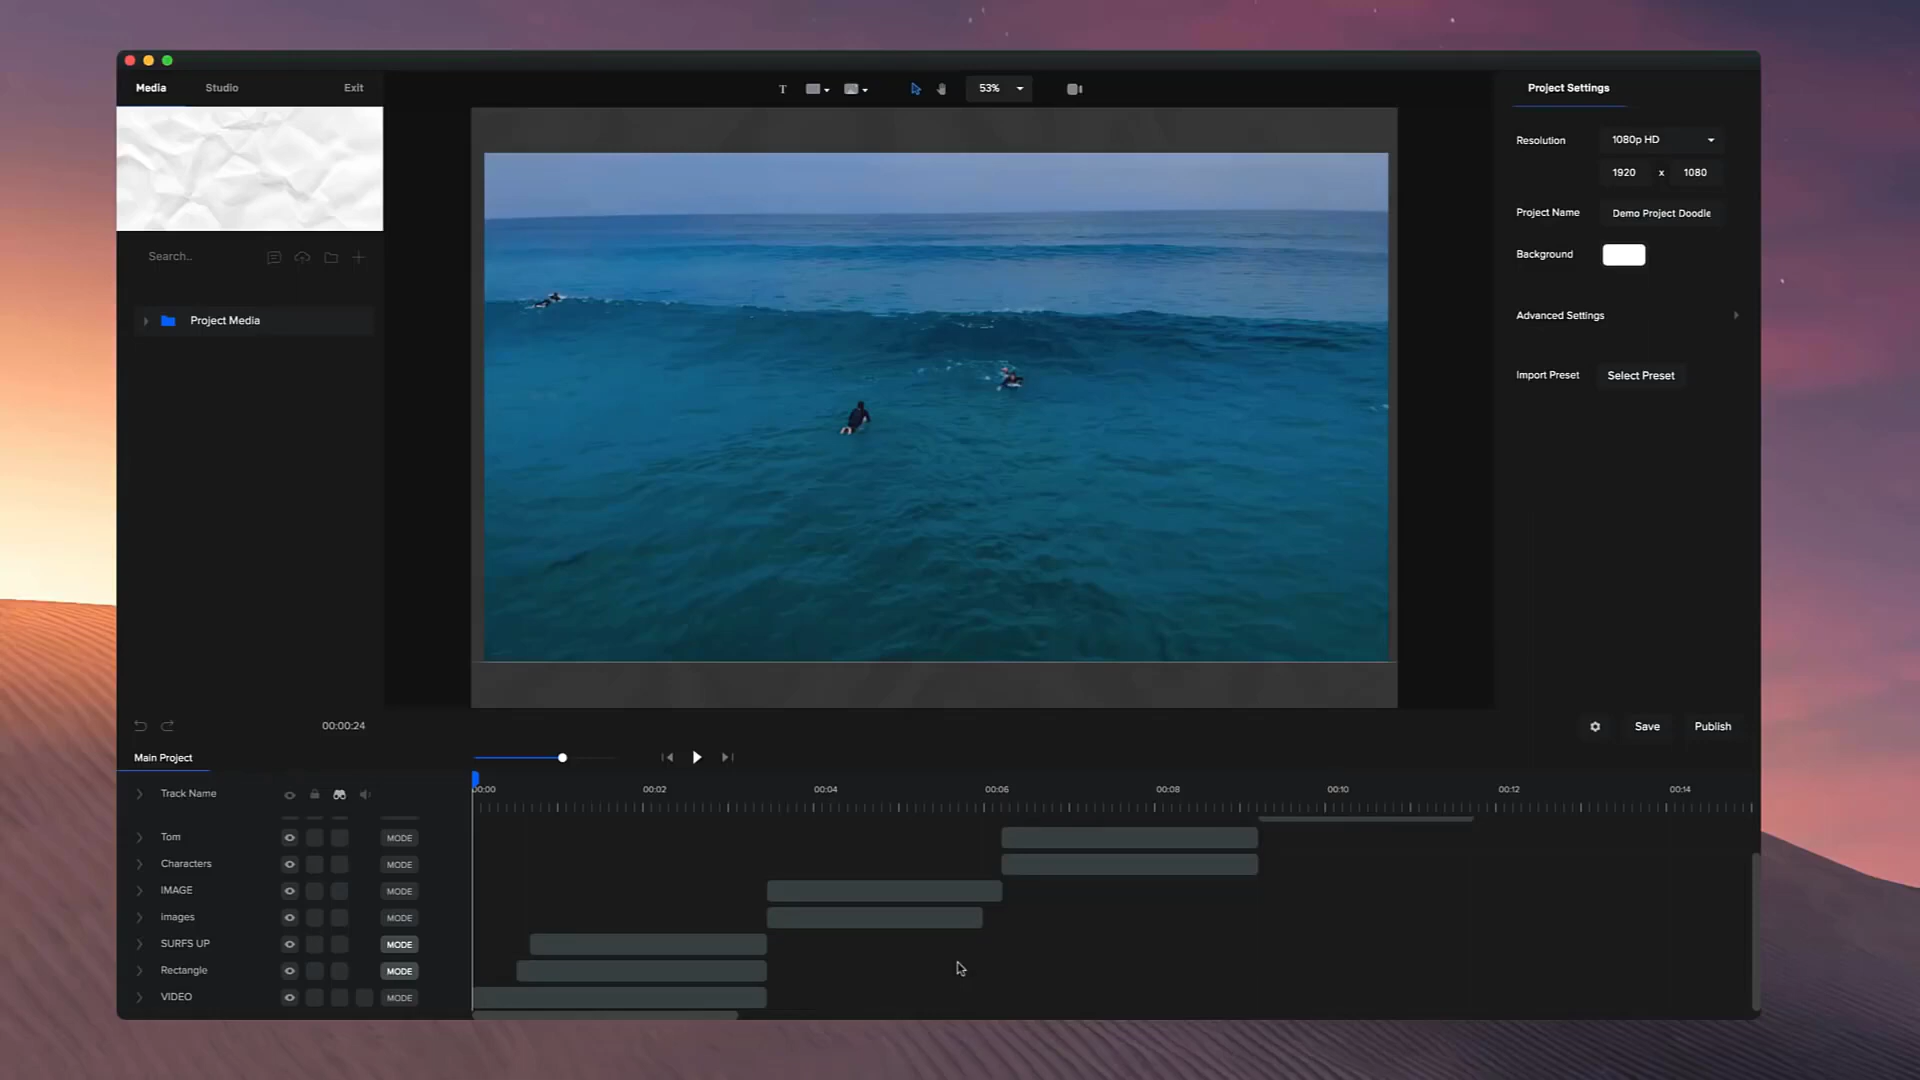 Media Studio Exit
T 53%
Project Settings
Resolution 1080p HD
1920 x 1080
Project Name Demo Project Doodle
Background
Advanced Settings
Import Preset Select Preset
Search..
Project Media
00:00:24
Save Publish
Main Project
Track Name
00:00 00:02 00:04 00:06 00:08 00:10 00:12 00:14
Tom MODE
Characters MODE
IMAGE MODE
Images MODE
SURFS UP MODE
Rectangle MODE
VIDEO MODE